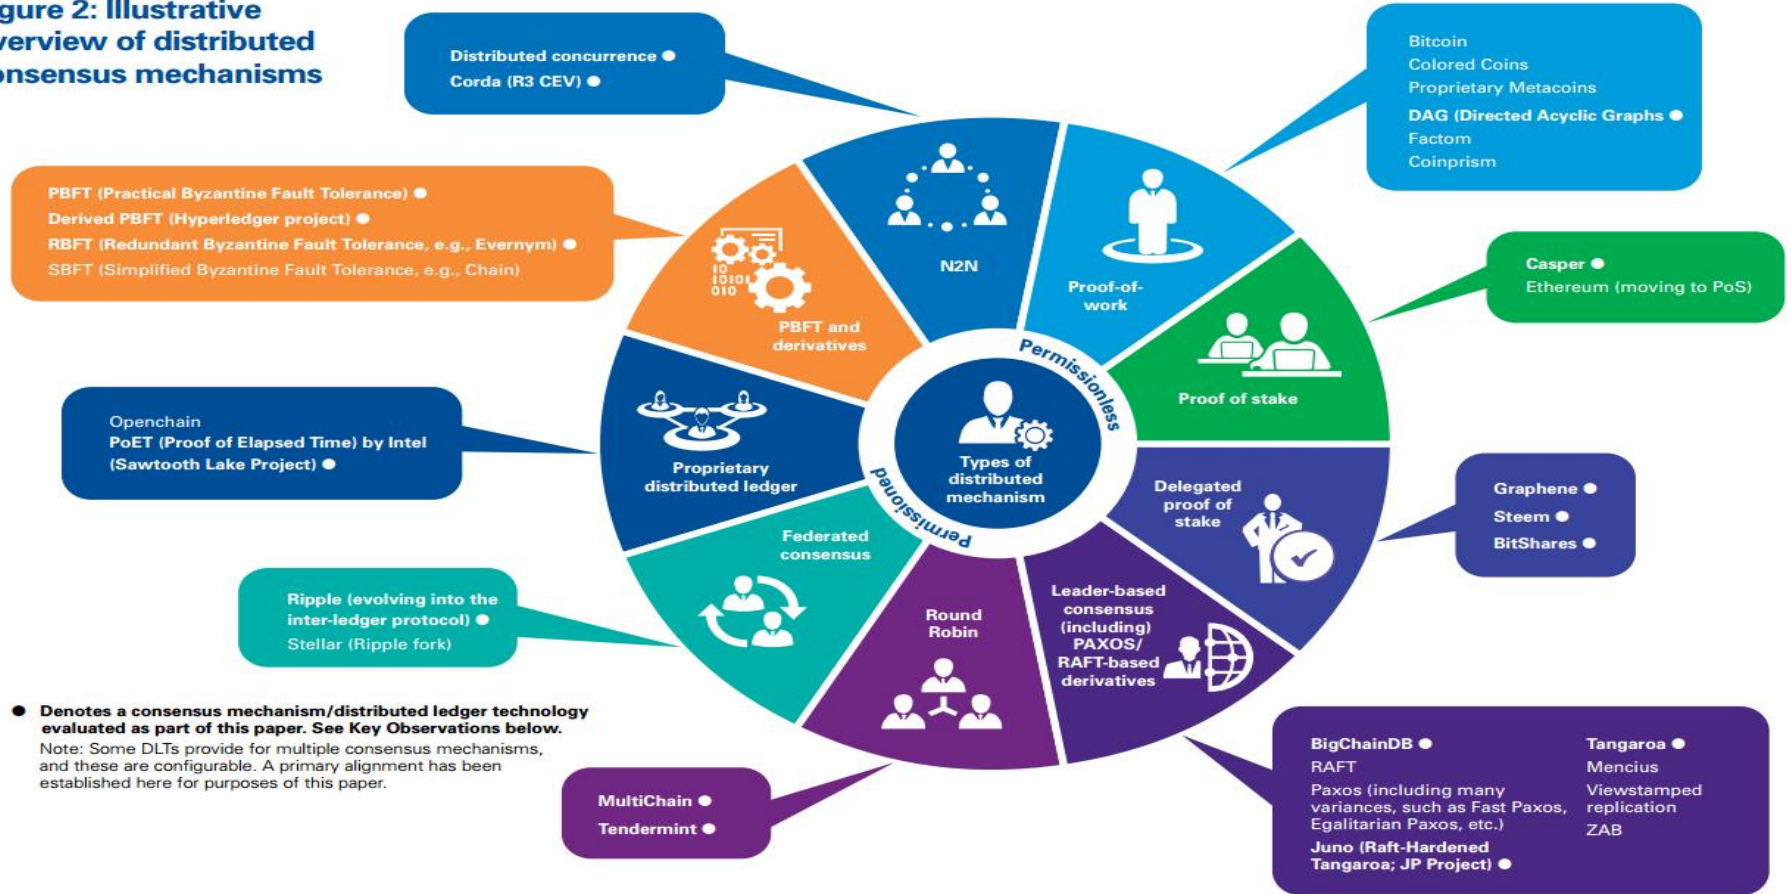 gure 2: Illustrative
verview of distributed
onsensus mechanisms
Distributed concurrence ●
Corda (R3 CEV) ●
Bitcoin
Colored Coins
Proprietary Metacoins
DAG (Directed Acyclic Graphs ●
Factom
Coinprism
PBFT (Practical Byzantine Fault Tolerance) ●
Derived PBFT (Hyperledger project) ●
RBFT (Redundant Byzantine Fault Tolerance, e.g., Evernym) ●
SBFT (Simplified Byzantine Fault Tolerance, e.g., Chain)
Casper ●
Ethereum (moving to PoS)
N2N
Proof-of-
work
10
10101
010
PBFT and
derivatives
Proof of stake
Permissionless
Types of
distributed
mechanism
Permissioned
Openchain
PoET (Proof of Elapsed Time) by Intel
(Sawtooth Lake Project) ●
Proprietary
distributed ledger
Delegated
proof of
stake
Graphene ●
Steem ●
BitShares ●
Federated
consensus
Ripple (evolving into the
inter-ledger protocol) ●
Stellar (Ripple fork)
Round
Robin
Leader-based
consensus
(including)
PAXOS/
RAFT-based
derivatives
● Denotes a consensus mechanism/distributed ledger technology
evaluated as part of this paper. See Key Observations below.
Note: Some DLTs provide for multiple consensus mechanisms,
and these are configurable. A primary alignment has been
established here for purposes of this paper.
MultiChain ●
Tendermint ●
BigChainDB ●
RAFT
Paxos (including many
variances, such as Fast Paxos,
Egalitarian Paxos, etc.)
Juno (Raft-Hardened
Tangaroa; JP Project) ●
Tangaroa ●
Mencius
Viewstamped
replication
ZAB